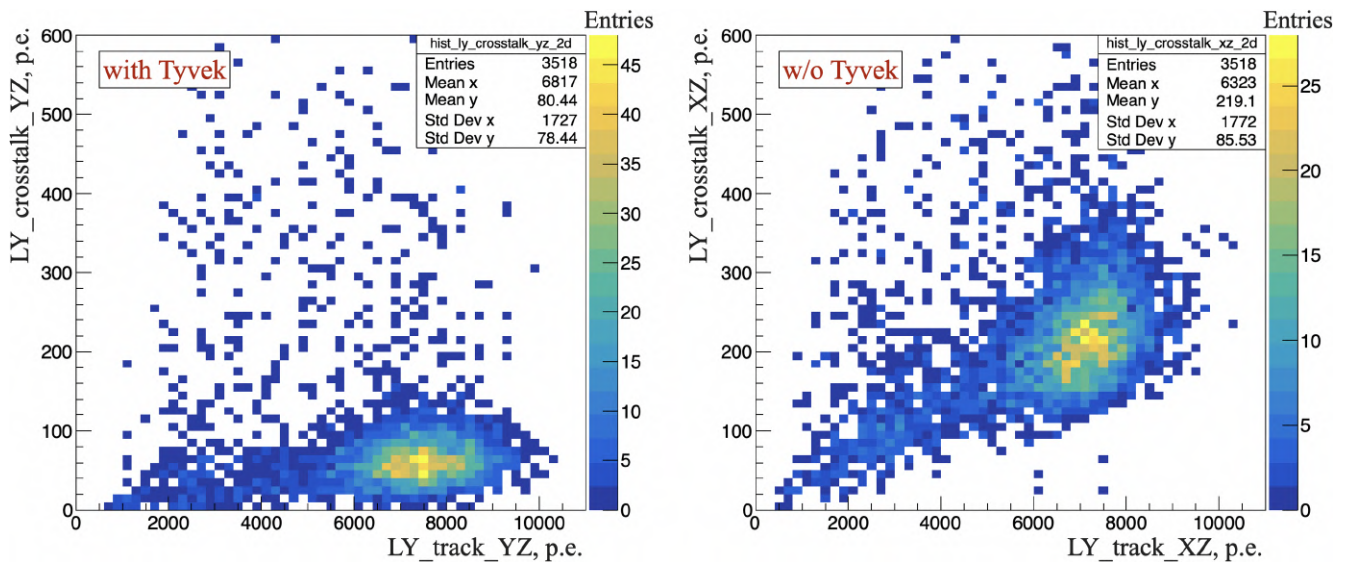 Entries
LY_crosstalk_YZ, p.e.
600
500
400
300
200
100
0
with Tyvek
hist_ly_crosstalk_yz_2d
Entries 3518
Mean x 6817
Mean y 80.44
Std Dev x 1727
Std Dev y 78.44
45
40
35
30
25
20
15
10
5
0
0 2000 4000 6000 8000 10000
LY_track_YZ, p.e.
Entries
LY_crosstalk_XZ, p.e.
600
500
400
300
200
100
0
w/o Tyvek
hist_ly_crosstalk_xz_2d
Entries 3518
Mean x 6323
Mean y 219.1
Std Dev x 1772
Std Dev y 85.53
25
20
15
10
5
0
0 2000 4000 6000 8000 10000
LY_track_XZ, p.e.